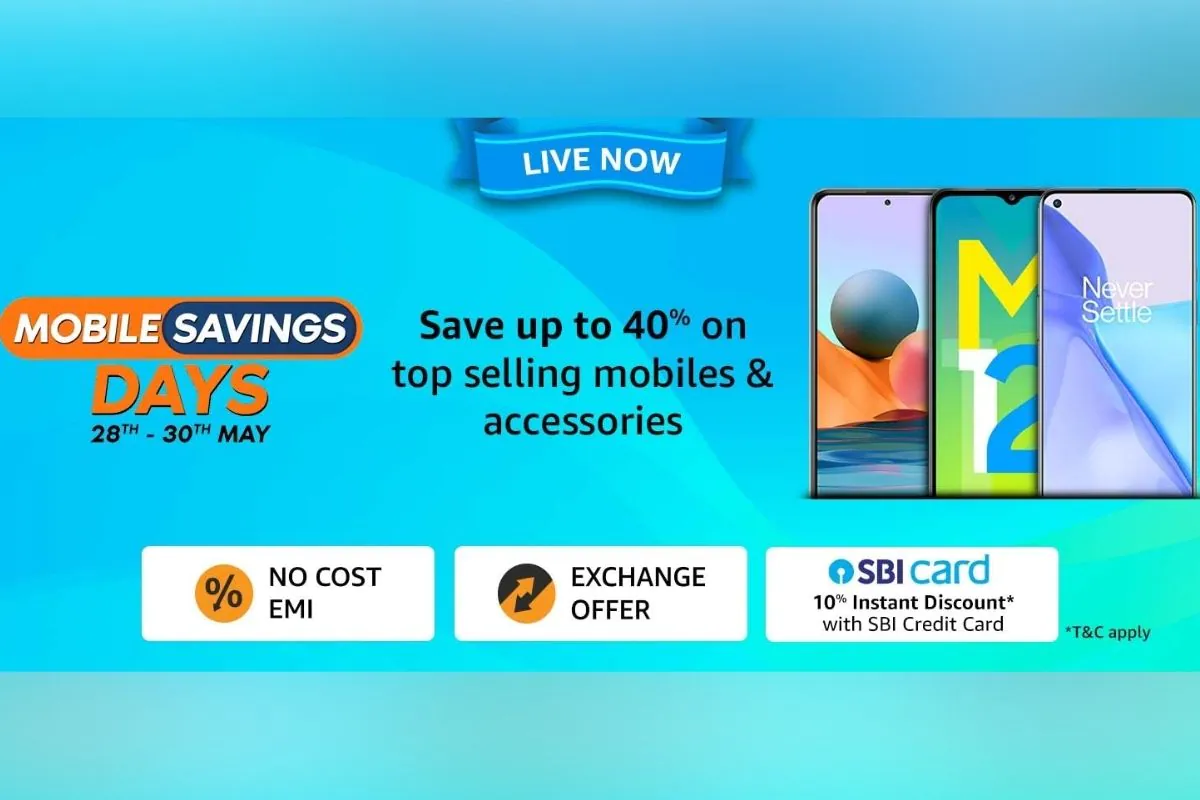 LIVE NOW
MOBILE SAVINGS
DAYS
28TH - 30TH MAY
Save up to 40% on
top selling mobiles &
accessories
M
12
Never
Settle
% NO COST
EMI
EXCHANGE
OFFER
SBI card
10% Instant Discount*
with SBI Credit Card
*T&C apply